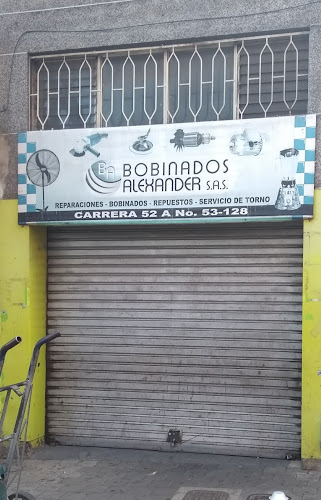 BA
BOBINADOS
ALEXANDER S.A.S.
REPARACIONES - BOBINADOS - REPUESTOS - SERVICIO DE TORNO
CARRERA 52 A No. 53-128